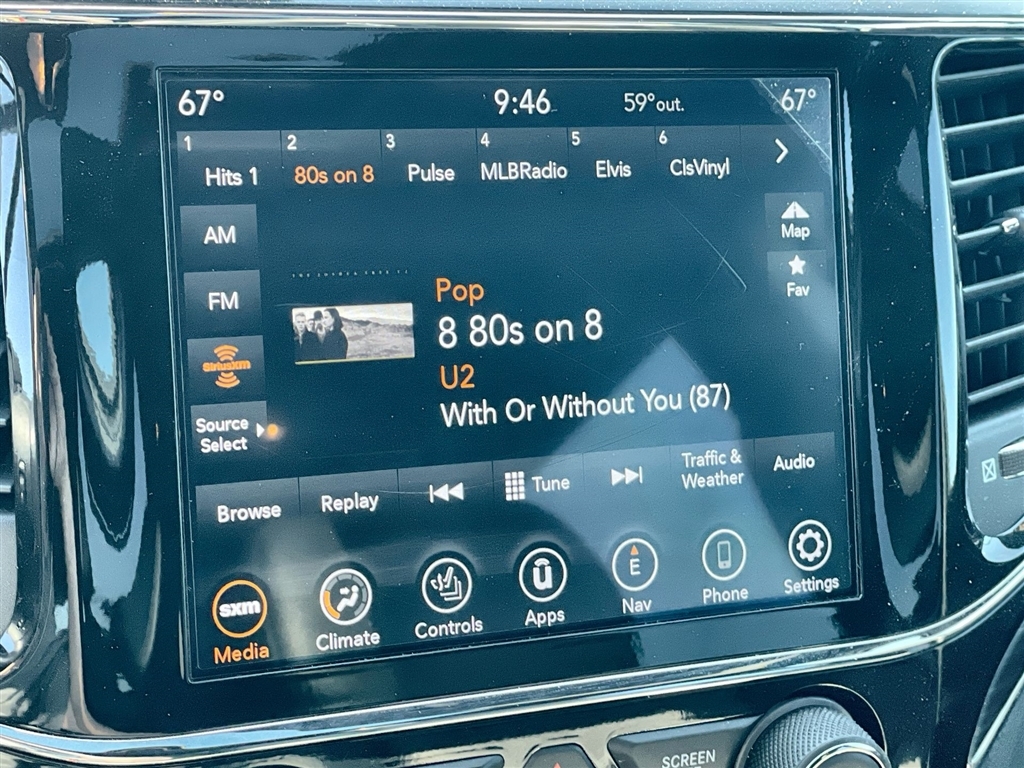 67° 9:46 59°out. 67°
1 2 3 4 5 6
Hits 1 80s on 8 Pulse MLBRadio Elvis ClsVinyl
AM
Map
FM
Fav
Pop
8 80s on 8
SiriusXM
U2
With Or Without You (87)
Source
Select
Browse Replay Tune
Traffic &
Weather
Audio
sxm
Media
Climate
Controls
ū
Apps
E
Nav
Phone
Settings
SCREEN